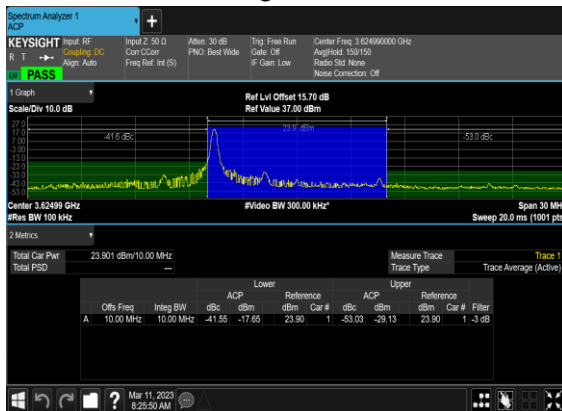 Spectrum Analyzer 1
ACP
+
KEYSIGHT Input: RF Input Z: 50 Ω Atten: 30 dB Trig: Free Run Center Freq: 3.624990000 GHz
R T Coupling: DC Corr CCorr PNO: Best Wide Gate: Off Avg|Hold: 150/150
Align: Auto Freq Ref: Int (S) IF Gain: Low Radio Std: None
LW PASS Noise Correction: Off
1 Graph Ref Lvl Offset 15.70 dB
Scale/Div 10.0 dB Ref Value 37.00 dBm
27.0
17.0
7.00
-3.00
-13.0
-23.0
-33.0
-43.0
-53.0
-41.6 dBc 23.9 dBm -53.0 dBc
Center 3.62499 GHz #Video BW 300.00 kHz* Span 30 MH
#Res BW 100 kHz Sweep 20.0 ms (1001 pts
2 Metrics
Total Car Pwr 23.901 dBm/10.00 MHz Measure Trace Trace 1
Total PSD --- Trace Type Trace Average (Active)
Lower Upper
ACP Reference ACP Reference
Offs Freq Integ BW dBc dBm dBm Car # dBc dBm dBm Car # Filter
A 10.00 MHz 10.00 MHz -41.55 -17.65 23.90 1 -53.03 -29.13 23.90 1 -3 dB
? Mar 11, 2023
8:25:50 AM